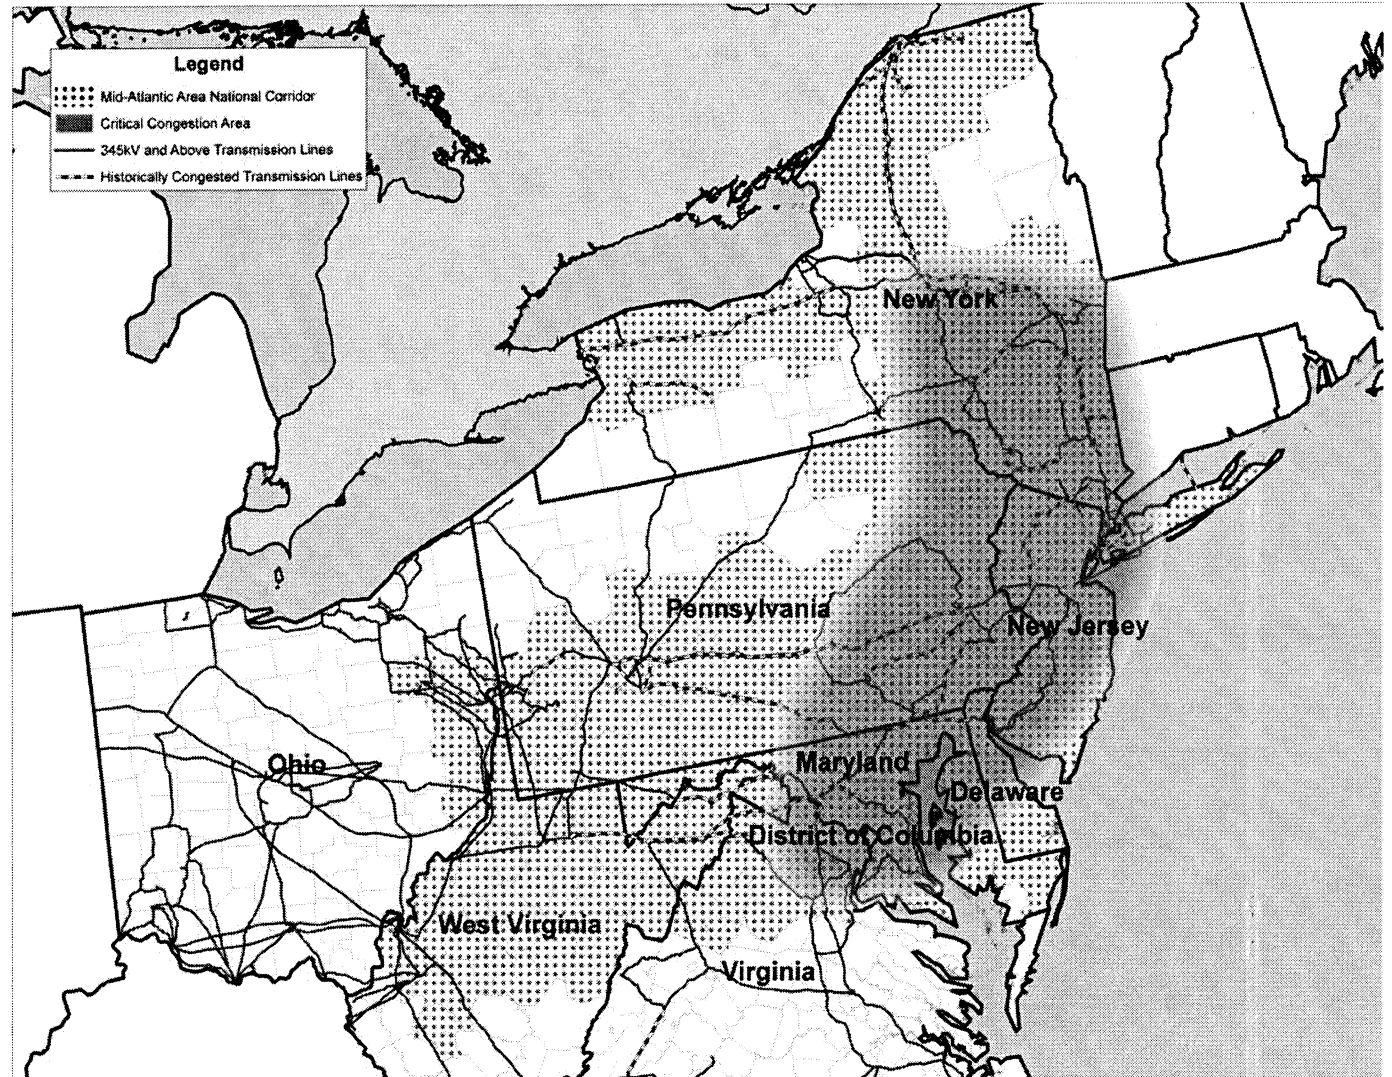 Legend
Mid-Atlantic Area National Corridor
Critical Congestion Area
345kV and Above Transmission Lines
Historically Congested Transmission Lines
New York
Pennsylvania
New Jersey
Ohio
Maryland
Delaware
District of Columbia
West Virginia
Virginia